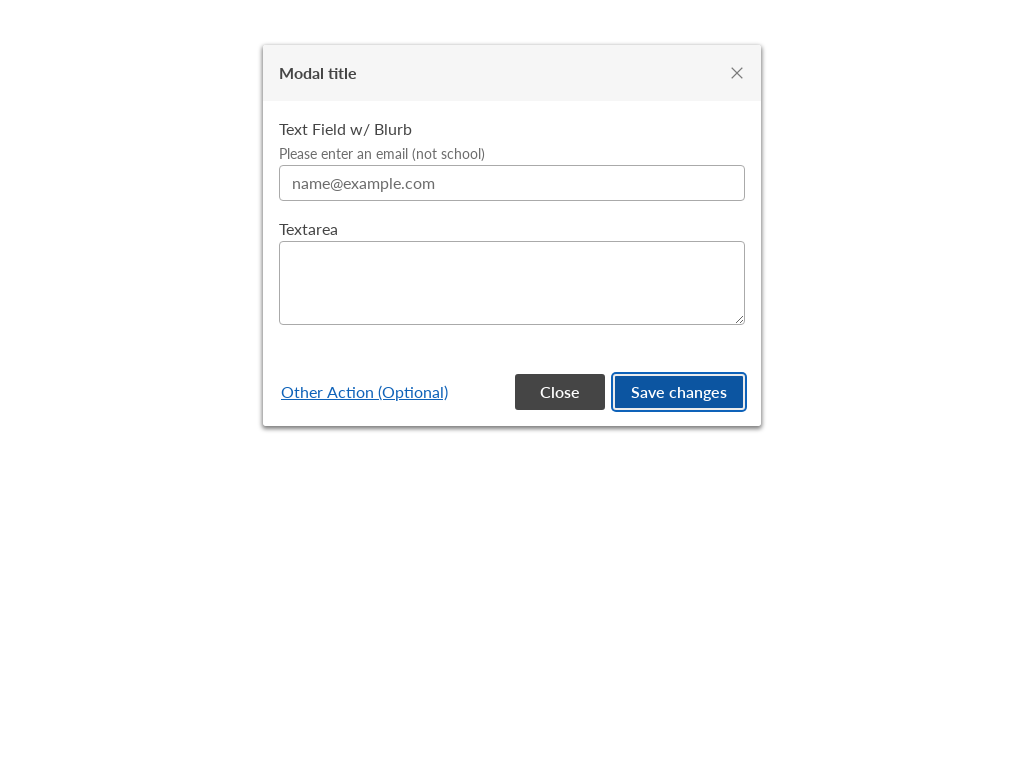 Modal title
Text Field w/ Blurb
Please enter an email (not school)
name@example.com
Textarea
Other Action (Optional) Close Save changes